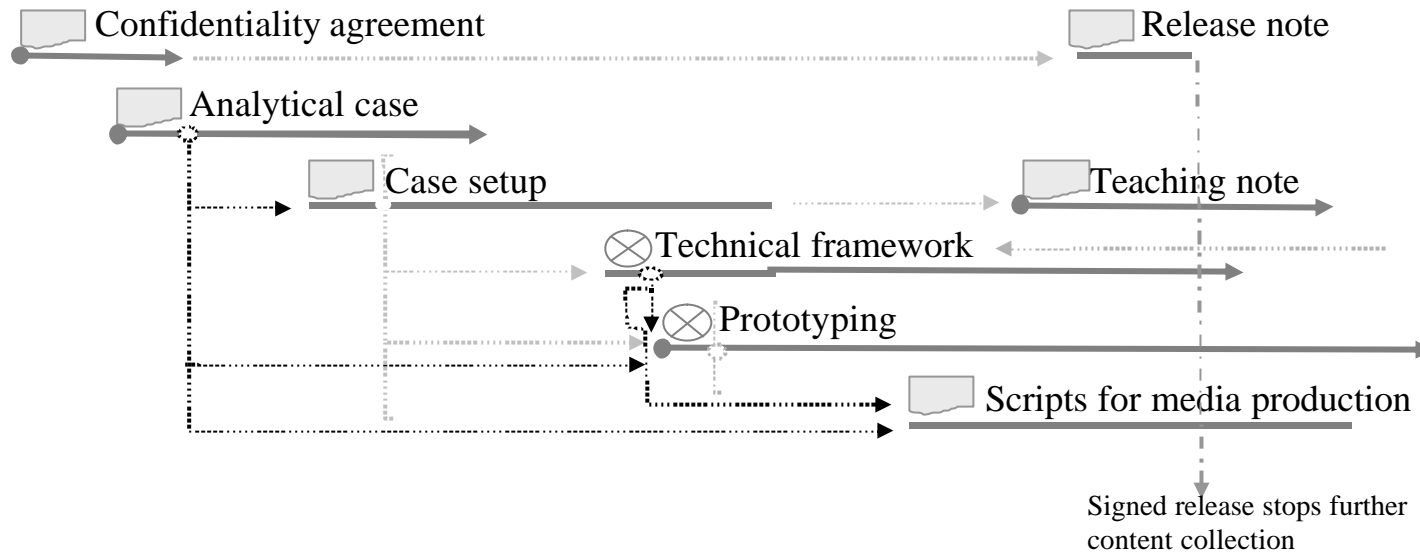 Confidentiality agreement
Release note
Analytical case
Case setup
Teaching note
Technical framework
Prototyping
Scripts for media production
Signed release stops further
content collection